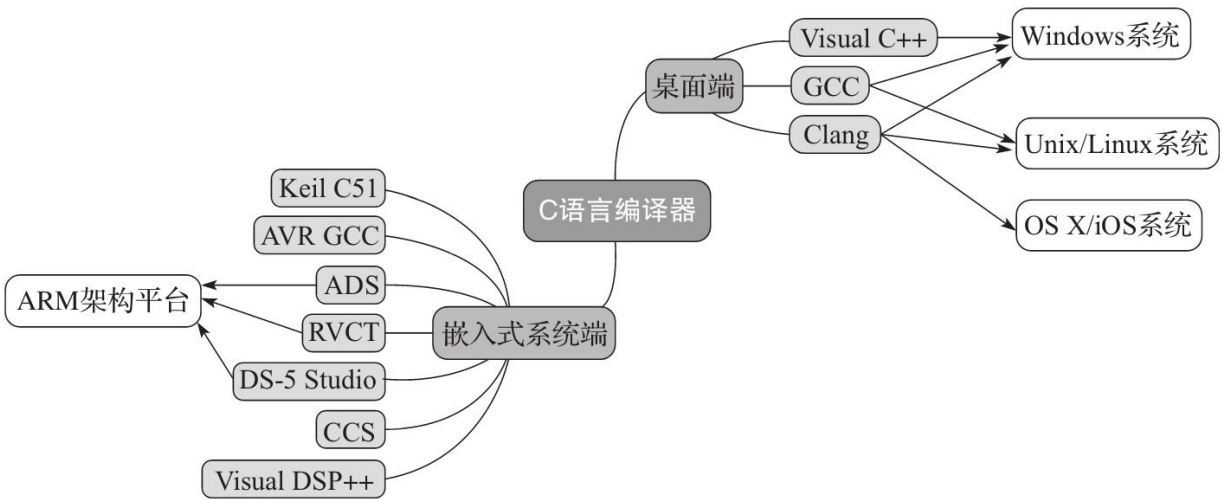 Visual C++
Windows系统
桌面端
GCC
Clang
Unix/Linux系统
Keil C51
C语言编译器
AVR GCC
OS X/iOS系统
ADS
ARM架构平台
RVCT
嵌入式系统端
DS-5 Studio
CCS
Visual DSP++